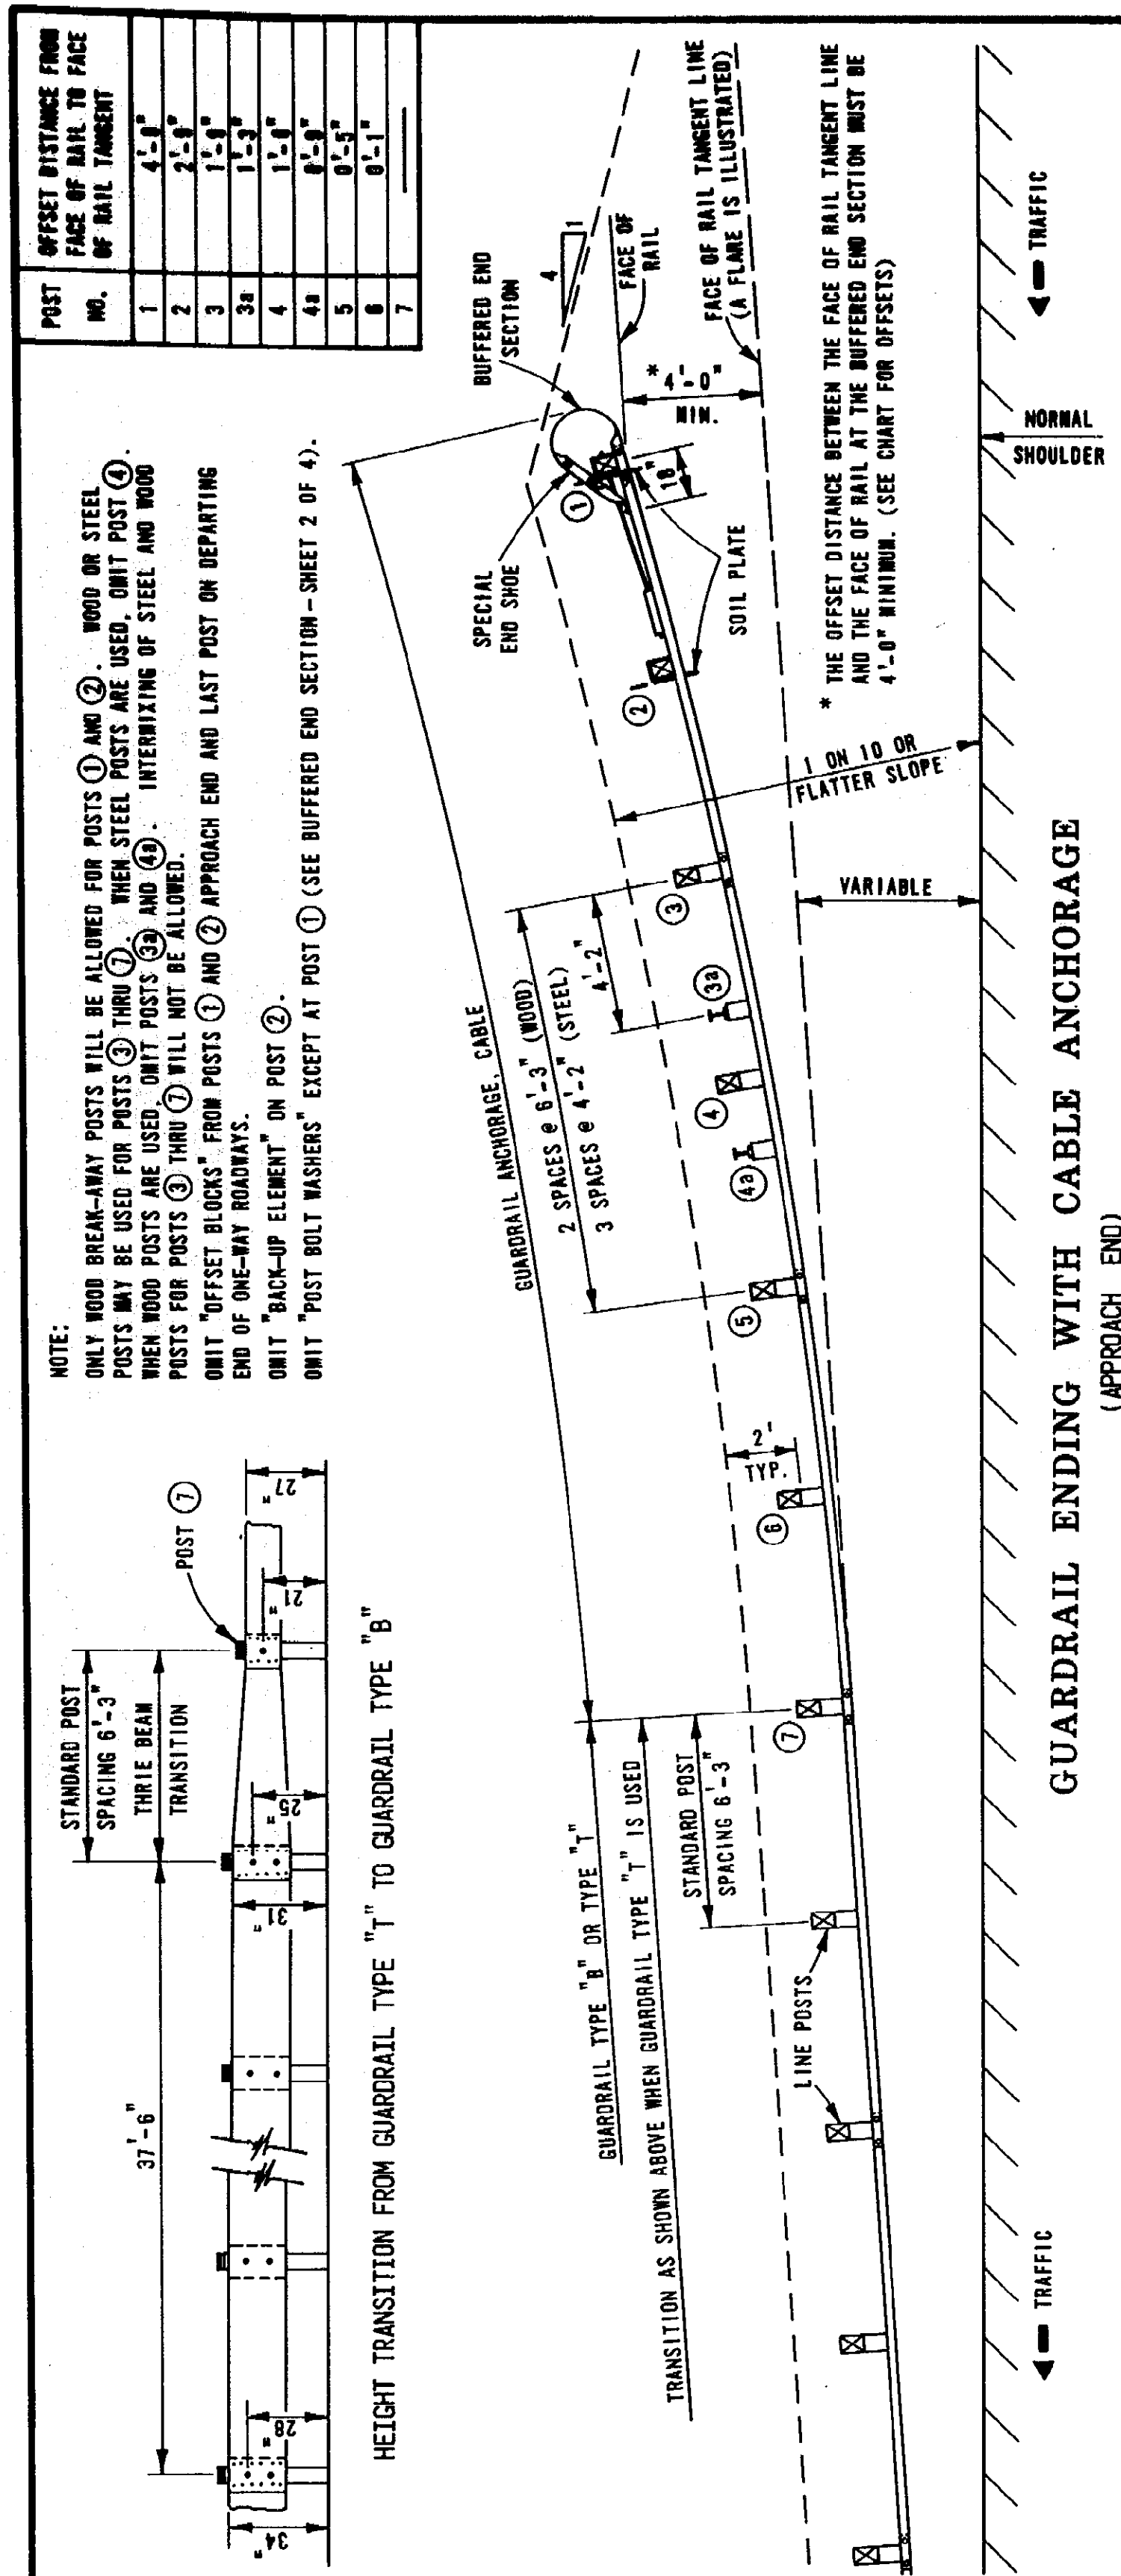 POST NO.
OFFSET DISTANCE FROM FACE OF RAIL TO FACE OF RAIL TANGENT
1 4'-0"
2 2'-9"
3
3a 1'-3"
4 1'-0"
4a
5 0'-5"
6 0'-1"
7
NOTE:
ONLY WOOD BREAK-AWAY POSTS WILL BE ALLOWED FOR POSTS ① AND ②. WOOD OR STEEL
POSTS MAY BE USED FOR POSTS ③ THRU ⑦. WHEN STEEL POSTS ARE USED, OMIT POST ④.
WHEN WOOD POSTS ARE USED, OMIT POSTS 3a AND 4a. INTERMIXING OF STEEL AND WOOD
POSTS FOR POSTS ③ THRU ⑦ WILL NOT BE ALLOWED.
OMIT "OFFSET BLOCKS" FROM POSTS ① AND ② APPROACH END AND LAST POST ON DEPARTING
END OF ONE-WAY ROADWAYS.
OMIT "BACK-UP ELEMENT" ON POST ②.
OMIT "POST BOLT WASHERS" EXCEPT AT POST ① (SEE BUFFERED END SECTION-SHEET 2 OF 4).
STANDARD POST
SPACING 6'-3"
THRIE BEAM
TRANSITION
POST ⑦
37'-6"
34"
28"
31"
25"
21"
27"
HEIGHT TRANSITION FROM GUARDRAIL TYPE "T" TO GUARDRAIL TYPE "B"
GUARDRAIL ANCHORAGE, CABLE
2 SPACES @ 6'-3" (WOOD)
3 SPACES @ 4'-2" (STEEL)
4'-2"
GUARDRAIL TYPE "B" OR TYPE "T"
TRANSITION AS SHOWN ABOVE WHEN GUARDRAIL TYPE "T" IS USED
STANDARD POST
SPACING 6'-3"
LINE POSTS
7
6
5
4a
4
3a
3
2
1
2'
TYP.
SPECIAL
END SHOE
BUFFERED END
SECTION
4
1
18"
SOIL PLATE
FACE OF
RAIL
* 4'-0"
MIN.
FACE OF RAIL TANGENT LINE
(A FLARE IS ILLUSTRATED)
1 ON 10 OR
FLATTER SLOPE
VARIABLE
* THE OFFSET DISTANCE BETWEEN THE FACE OF RAIL TANGENT LINE
AND THE FACE OF RAIL AT THE BUFFERED END SECTION MUST BE
4'-0" MINIMUM. (SEE CHART FOR OFFSETS)
NORMAL
SHOULDER
TRAFFIC
TRAFFIC
GUARDRAIL ENDING WITH CABLE ANCHORAGE
(APPROACH END)